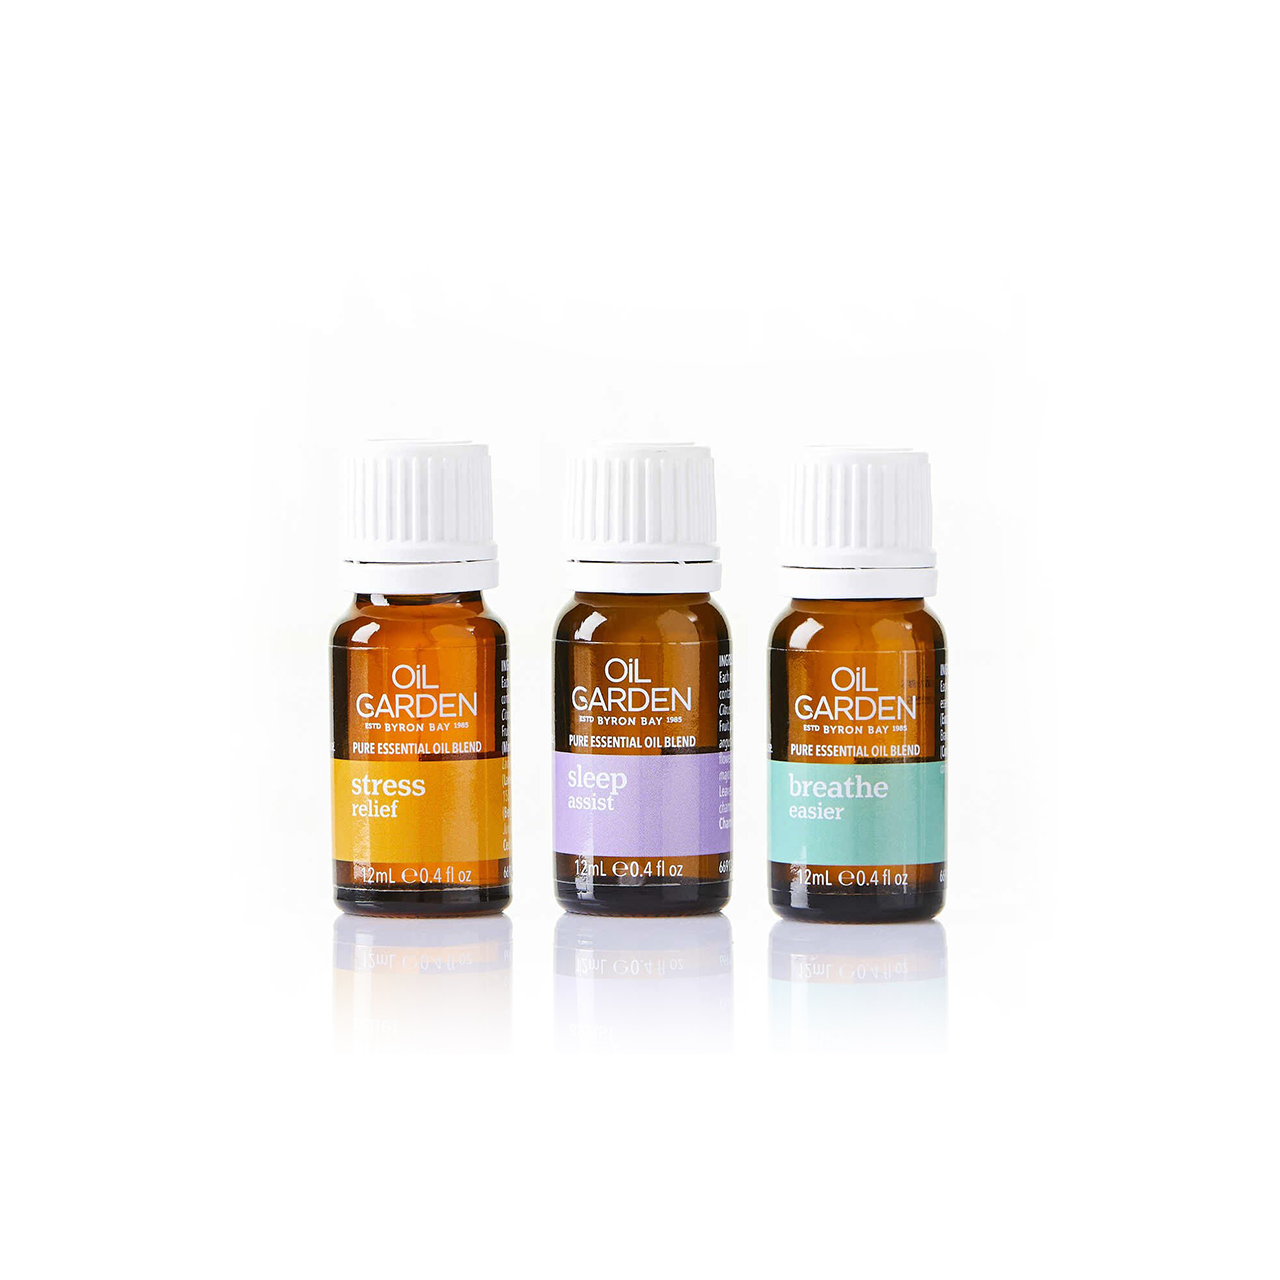 OiL
GARDEN
ESTD BYRON BAY 1985
PURE ESSENTIAL OIL BLEND
stress
relief
12mL ℮0.4 fl oz
OiL
GARDEN
ESTD BYRON BAY 1985
PURE ESSENTIAL OIL BLEND
sleep
assist
12mL ℮0.4 fl oz
OiL
GARDEN
ESTD BYRON BAY 1985
PURE ESSENTIAL OIL BLEND
breathe
easier
12mL ℮0.4 fl oz